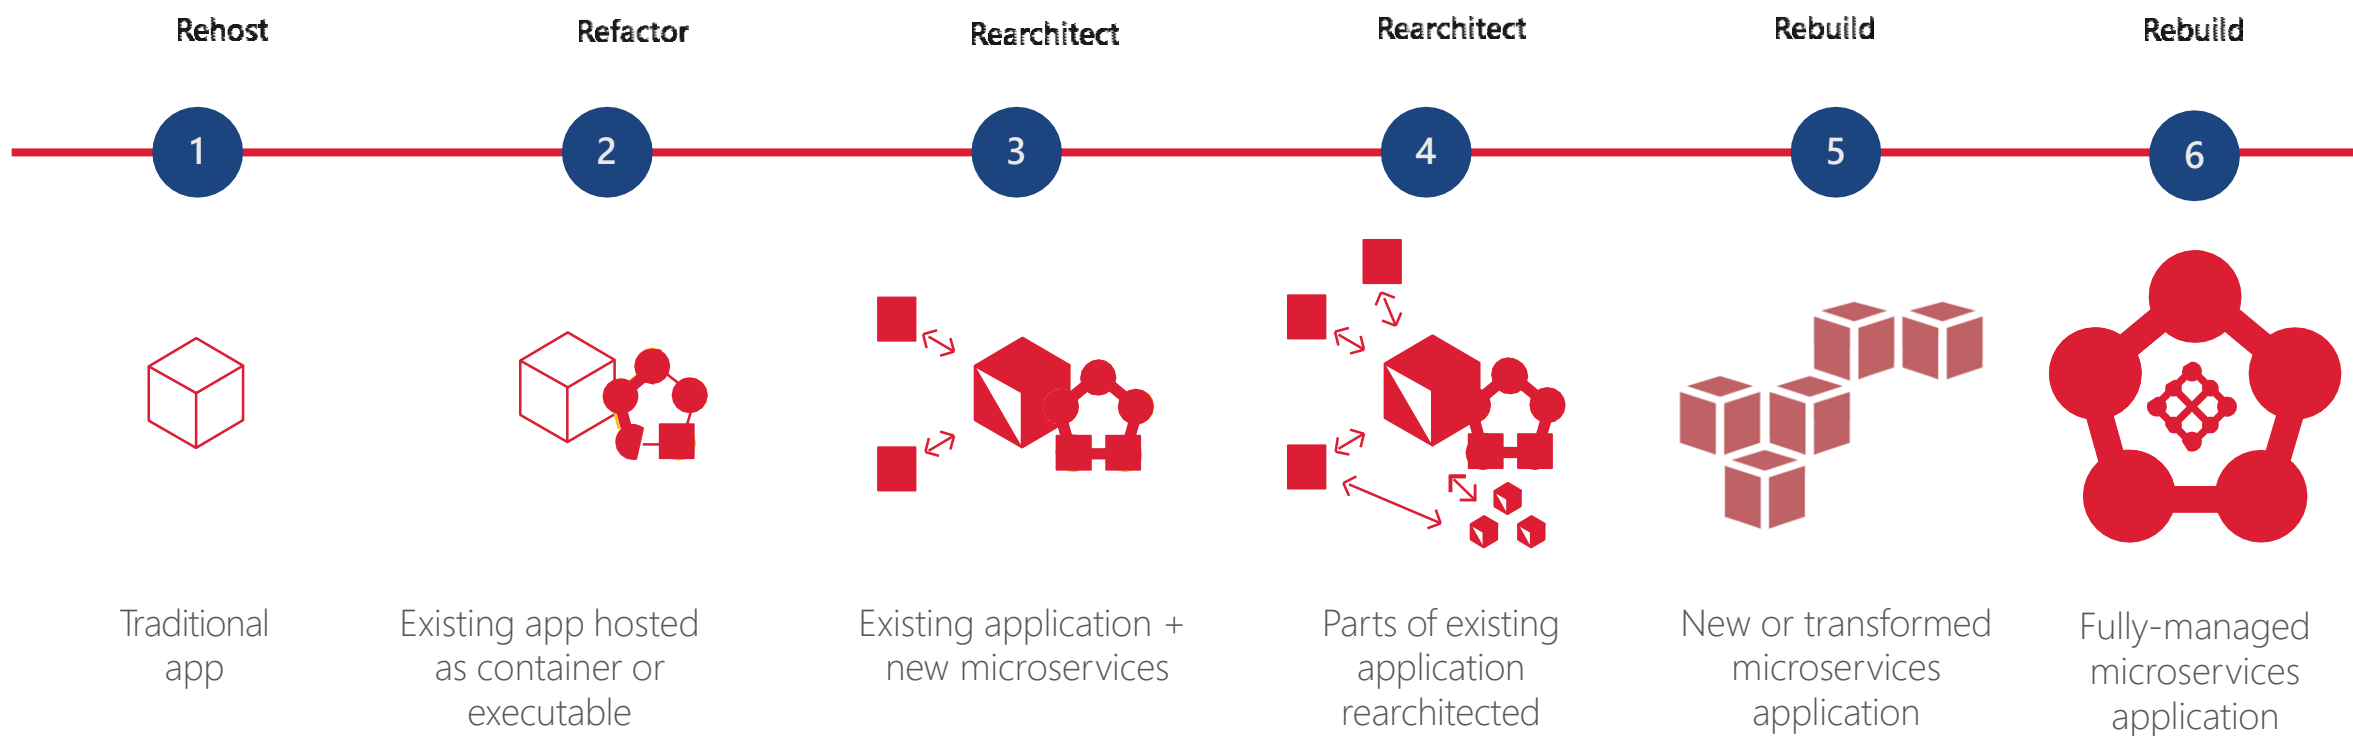 Rehost
Refactor
Rearchitect
Rearchitect
Rebuild
Rebuild
1
2
3
4
5
6
Traditional
app
Existing app hosted
as container or
executable
Existing application +
new microservices
Parts of existing
application
rearchitected
New or transformed
microservices
application
Fully-managed
microservices
application